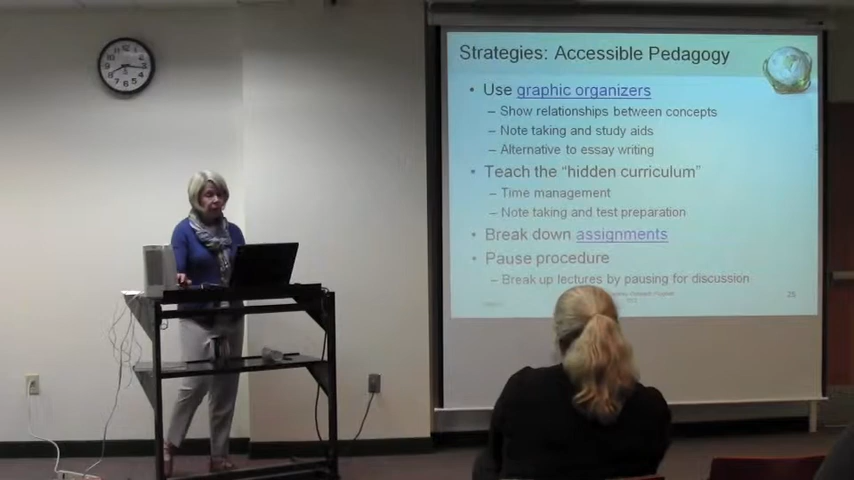 Strategies: Accessible Pedagogy
• Use graphic organizers
– Show relationships between concepts
– Note taking and study aids
– Alternative to essay writing
• Teach the “hidden curriculum”
– Time management
– Note taking and test preparation
• Break down assignments
• Pause procedure
– Break up lectures by pausing for discussion
25